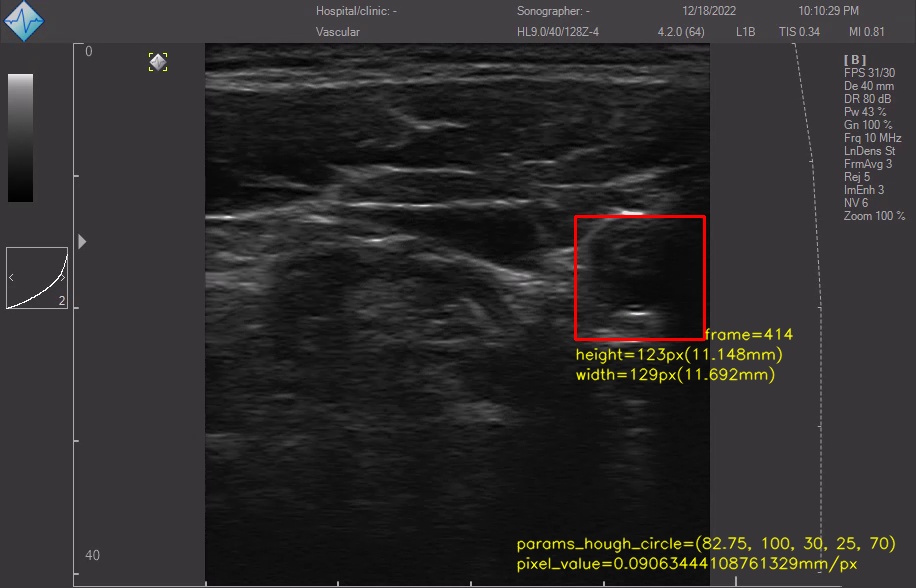 Hospital/clinic: - Sonographer: - 12/18/2022 10:10:29 PM
Vascular HL9.0/40/128Z-4 4.2.0 (64) L1B TIS 0.34 MI 0.81
0
[ B ]
FPS 31/30
De 40 mm
DR 80 dB
Pw 43 %
Gn 100 %
Frq 10 MHz
LnDens St
FrmAvg 3
Rej 5
ImEnh 3
NV 6
Zoom 100 %
2
frame=414
height=123px(11.148mm)
width=129px(11.692mm)
params_hough_circle=(82.75, 100, 30, 25, 70)
40
pixel_value=0.09063444108761329mm/px